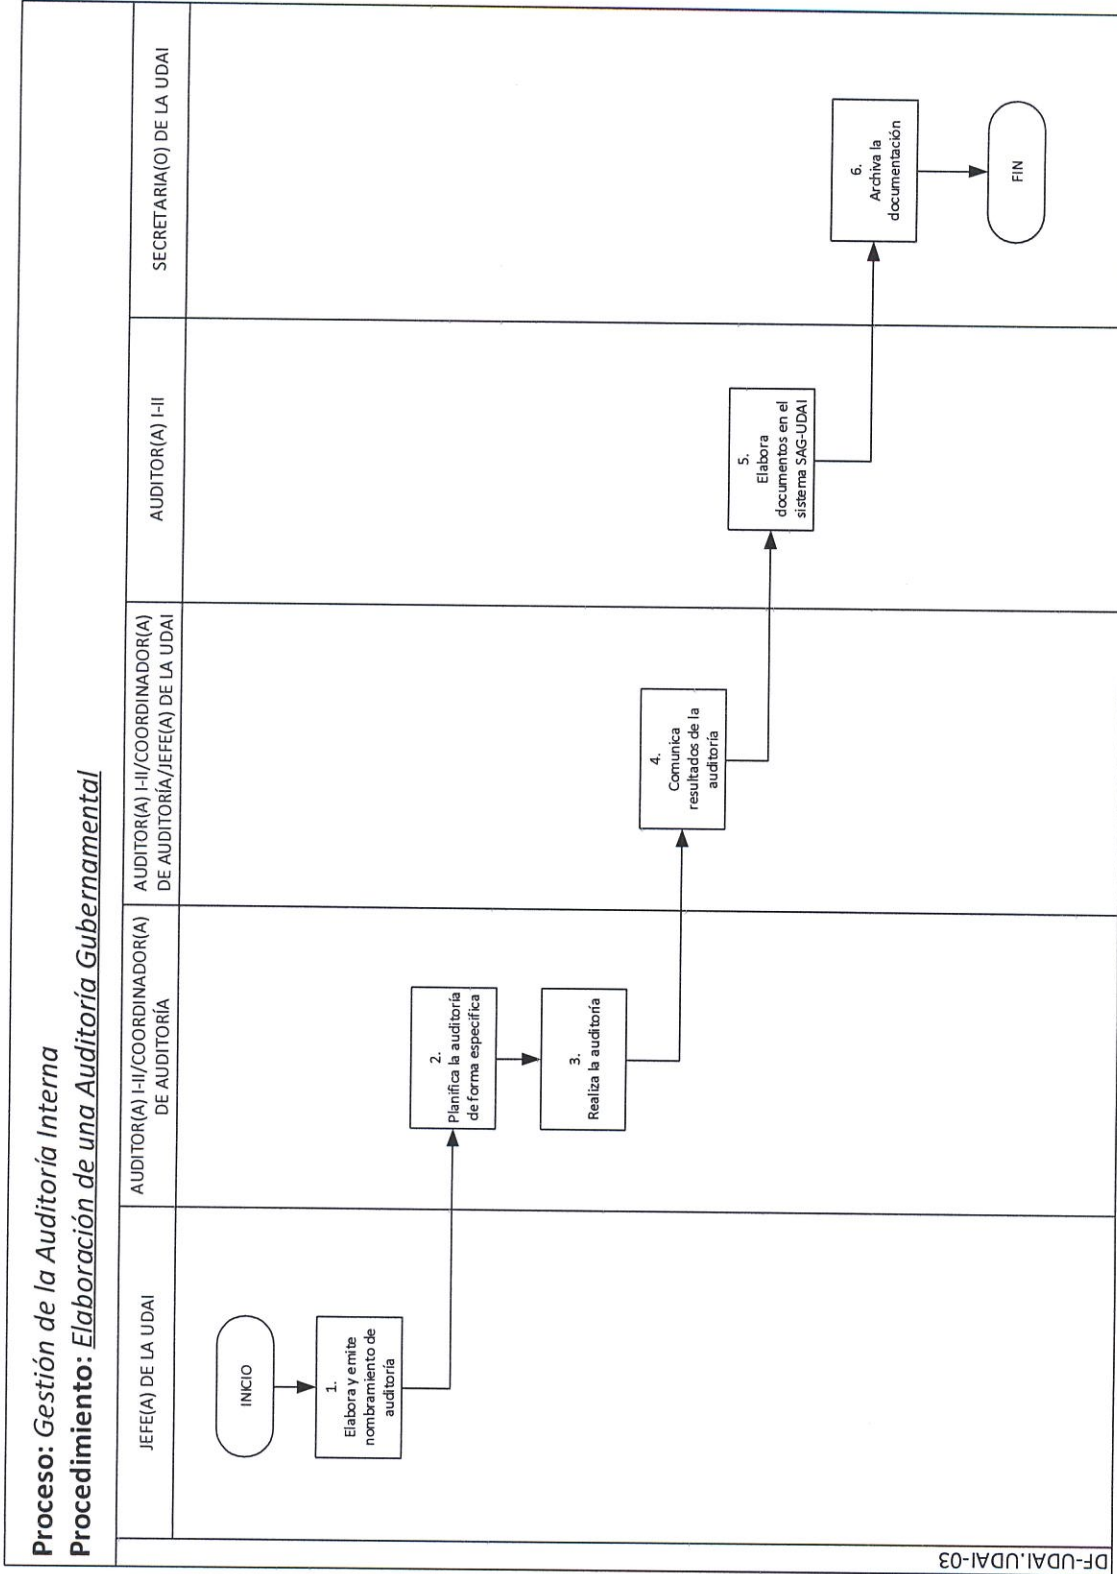 Proceso: Gestión de la Auditoría Interna
Procedimiento: Elaboración de una Auditoría Gubernamental
JEFE(A) DE LA UDAI
AUDITOR(A) I-II/COORDINADOR(A)
DE AUDITORÍA
AUDITOR(A) I-II/COORDINADOR(A)
DE AUDITORÍA/JEFE(A) DE LA UDAI
AUDITOR(A) I-II
SECRETARIA(O) DE LA UDAI
INICIO
1.
Elabora y emite
nombramiento de
auditoría
2.
Planifica la auditoría
de forma específica
3.
Realiza la auditoría
4.
Comunica
resultados de la
auditoría
5.
Elabora
documentos en el
sistema SAG-UDAI
6.
Archiva la
documentación
FIN
DF-UDAI.UDAI-03